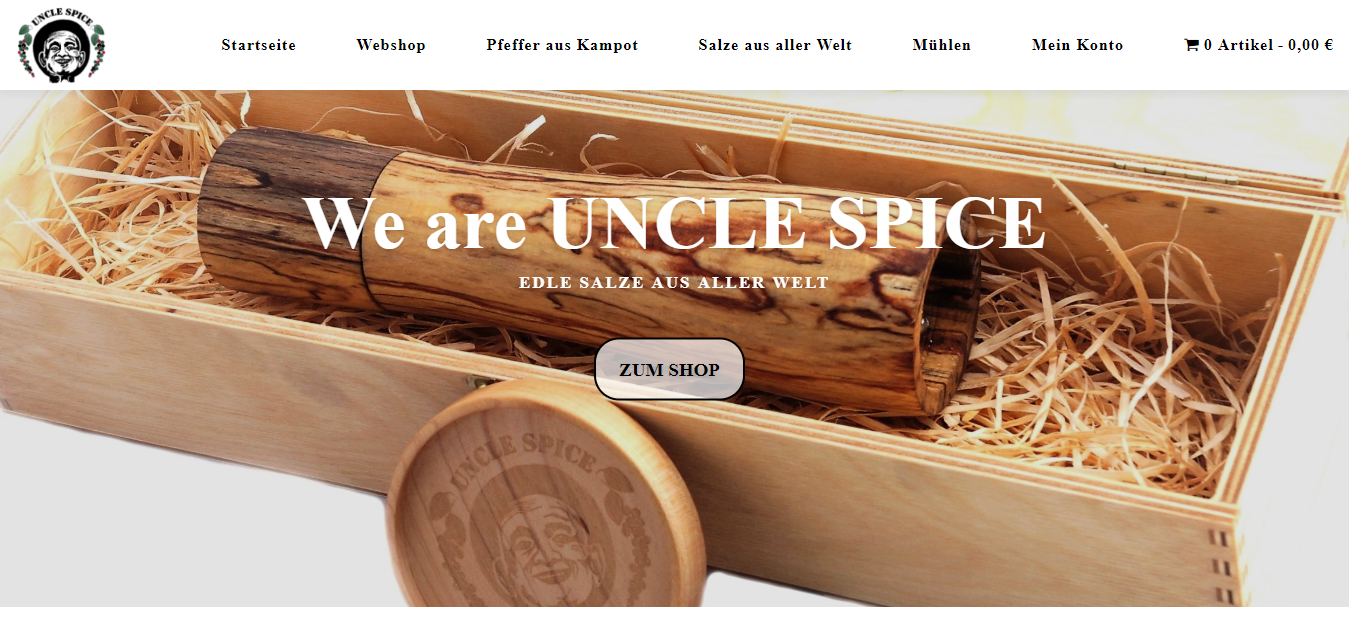 UNCLE SPICE
Startseite
Webshop
Pfeffer aus Kampot
Salze aus aller Welt
Mühlen
Mein Konto
0 Artikel - 0,00 €
We are UNCLE SPICE
EDLE SALZE AUS ALLER WELT
ZUM SHOP
UNCLE SPICE